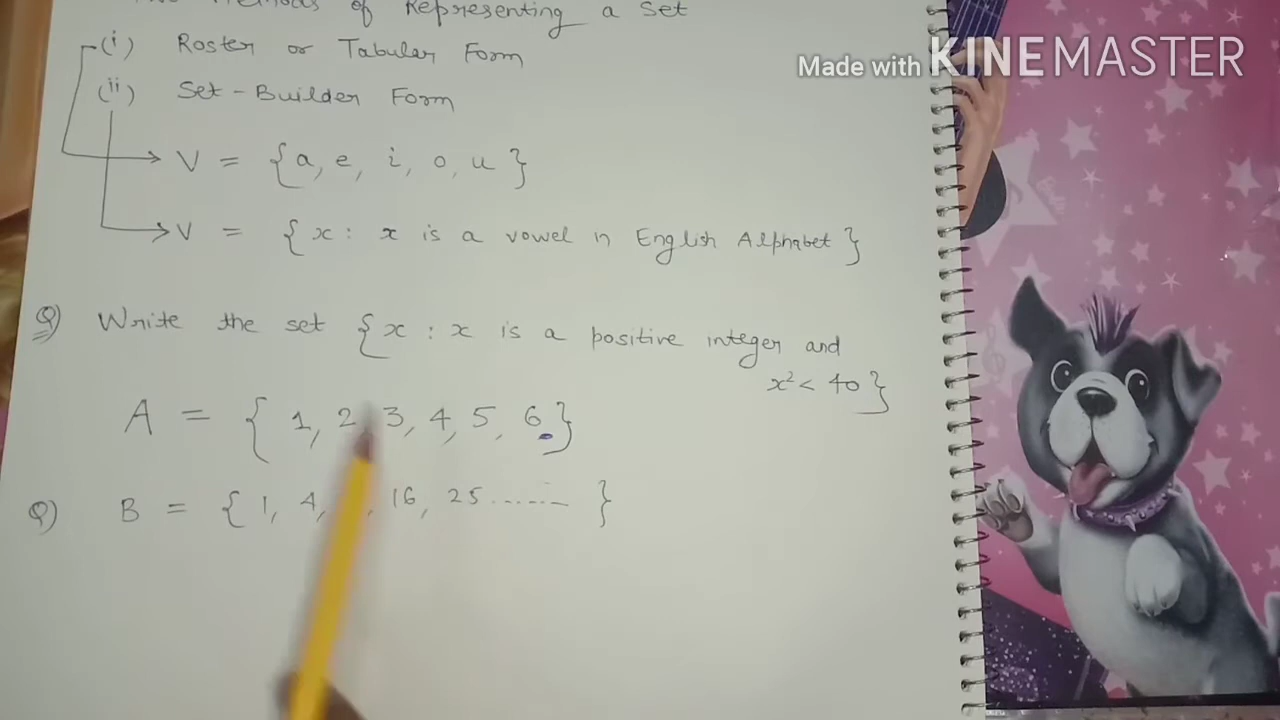 Methods of Representing a Set
(i) Roster or Tabular Form
(ii) Set-Builder Form
V = {a, e, i, o, u}
V = {x : x is a vowel in English Alphabet}
Q) Write the set {x : x is a positive integer and
x² < 40}
A = {1, 2, 3, 4, 5, 6}
Q) B = {1, 4, , 16, 25 ...... }
Made with KINEMASTER